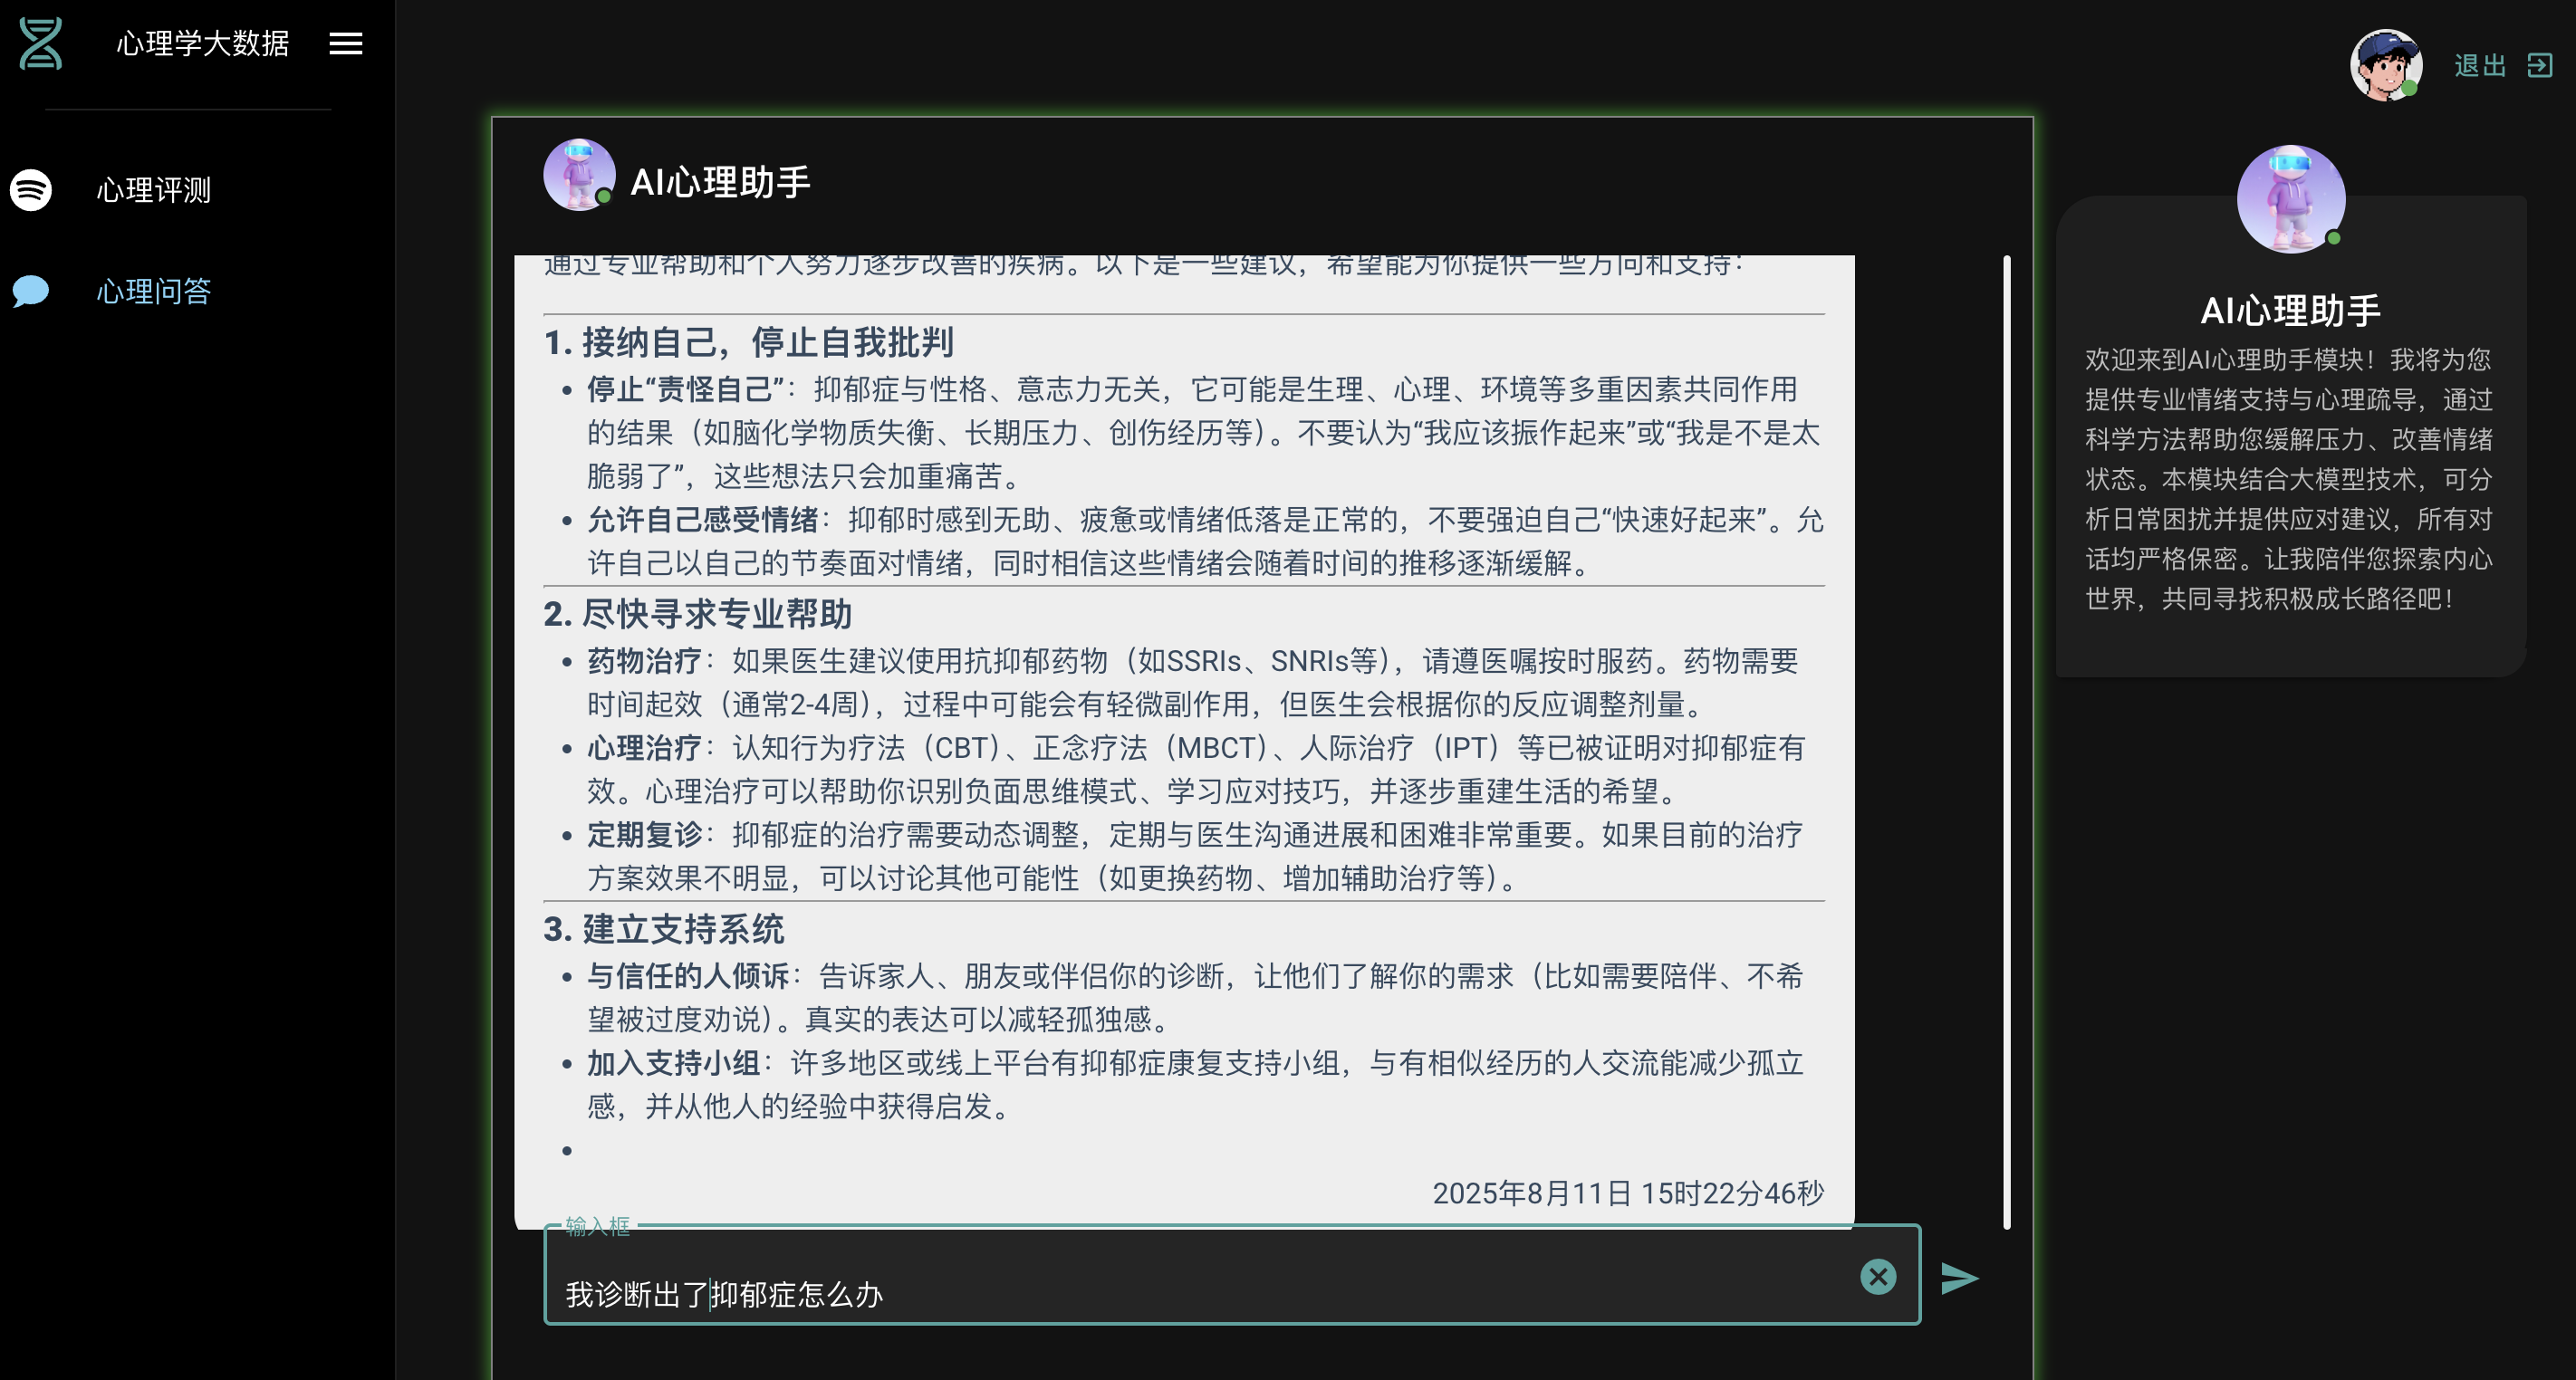 心理学大数据
心理评测
心理问答
退出
AI心理助手
通过专业帮助和个人努力逐步改善的疾病。以下是一些建议，希望能为你提供一些方向和支持：
1. 接纳自己，停止自我批判
• 停止“责怪自己”：抑郁症与性格、意志力无关，它可能是生理、心理、环境等多重因素共同作用
的结果（如脑化学物质失衡、长期压力、创伤经历等）。不要认为“我应该振作起来”或“我是不是太
脆弱了”，这些想法只会加重痛苦。
• 允许自己感受情绪：抑郁时感到无助、疲惫或情绪低落是正常的，不要强迫自己“快速好起来”。允
许自己以自己的节奏面对情绪，同时相信这些情绪会随着时间的推移逐渐缓解。
2. 尽快寻求专业帮助
• 药物治疗：如果医生建议使用抗抑郁药物（如SSRIs、SNRIs等），请遵医嘱按时服药。药物需要
时间起效（通常2-4周），过程中可能会有轻微副作用，但医生会根据你的反应调整剂量。
• 心理治疗：认知行为疗法（CBT）、正念疗法（MBCT）、人际治疗（IPT）等已被证明对抑郁症有
效。心理治疗可以帮助你识别负面思维模式、学习应对技巧，并逐步重建生活的希望。
• 定期复诊：抑郁症的治疗需要动态调整，定期与医生沟通进展和困难非常重要。如果目前的治疗
方案效果不明显，可以讨论其他可能性（如更换药物、增加辅助治疗等）。
3. 建立支持系统
• 与信任的人倾诉：告诉家人、朋友或伴侣你的诊断，让他们了解你的需求（比如需要陪伴、不希
望被过度劝说）。真实的表达可以减轻孤独感。
• 加入支持小组：许多地区或线上平台有抑郁症康复支持小组，与有相似经历的人交流能减少孤立
感，并从他人的经验中获得启发。
•
2025年8月11日 15时22分46秒
输入框
我诊断出了抑郁症怎么办
AI心理助手
欢迎来到AI心理助手模块！我将为您
提供专业情绪支持与心理疏导，通过
科学方法帮助您缓解压力、改善情绪
状态。本模块结合大模型技术，可分
析日常困扰并提供应对建议，所有对
话均严格保密。让我陪伴您探索内心
世界，共同寻找积极成长路径吧！